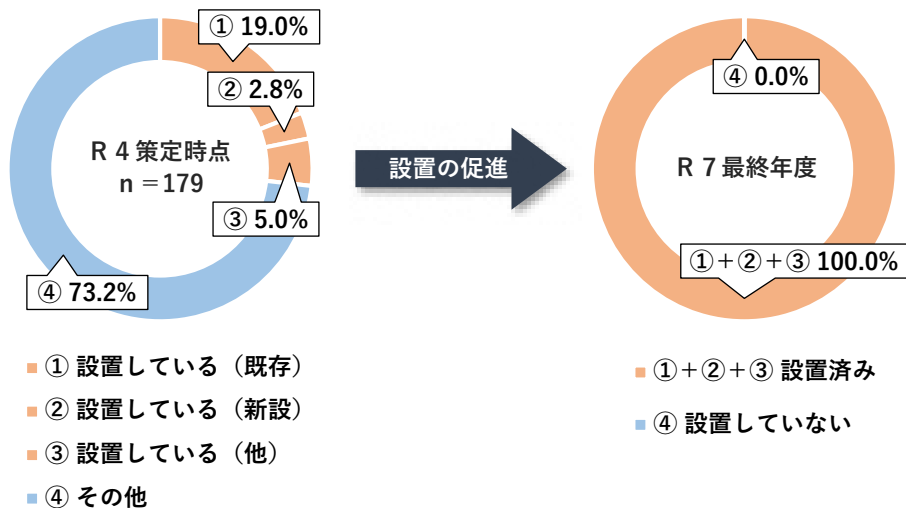 ① 19.0%
② 2.8%
R 4 策定時点
n =179
③ 5.0%
④ 73.2%
① 設置している（既存）
② 設置している（新設）
③ 設置している（他）
④ その他
設置の促進
④ 0.0%
R 7 最終年度
①＋②＋③ 100.0%
①＋②＋③ 設置済み
④ 設置していない